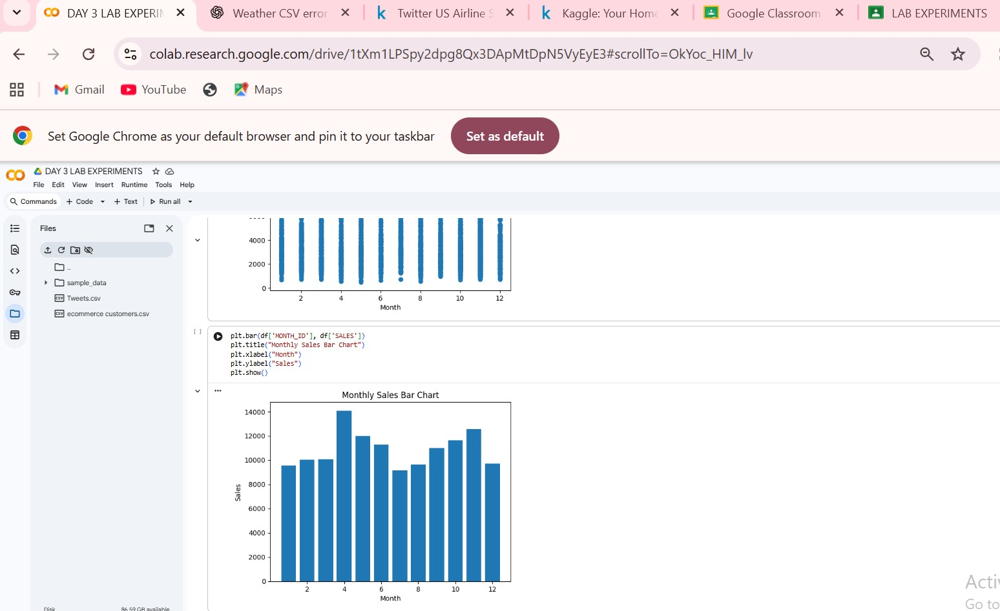 DAY 3 LAB EXPERIM
Weather CSV error
Twitter US Airline S
Kaggle: Your Home
Google Classroom
LAB EXPERIMENTS
colab.research.google.com/drive/1tXm1LPSpy2dpg8Qx3DApMtDpN5VyEyE3#scrollTo=OkYoc_HIM_lv
Gmail
YouTube
Maps
Set Google Chrome as your default browser and pin it to your taskbar
Set as default
DAY 3 LAB EXPERIMENTS
File Edit View Insert Runtime Tools Help
Commands + Code + Text Run all
Files
..
sample_data
Tweets.csv
ecommerce customers.csv
Disk 86.59 GB available
4000
2000
0
2 4 6 8 10 12
Month
[ ]
plt.bar(df['MONTH_ID'], df['SALES'])
plt.title("Monthly Sales Bar Chart")
plt.xlabel("Month")
plt.ylabel("Sales")
plt.show()
Monthly Sales Bar Chart
14000
12000
10000
8000
6000
4000
2000
0
Sales
2 4 6 8 10 12
Month
Activ
Go to